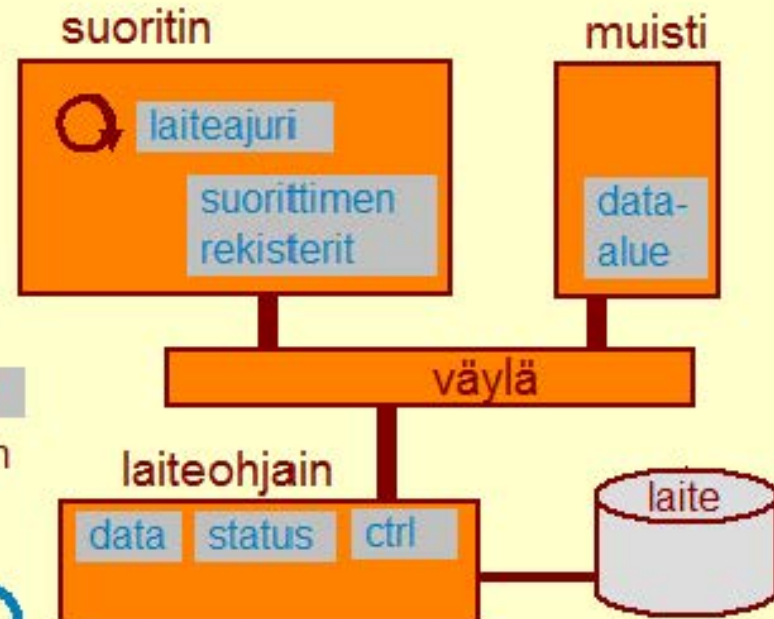 suoritin
muisti
laiteajuri
suorittimen
rekisterit
data-
alue
väylä
laiteohjain
laite
data
status
ctrl